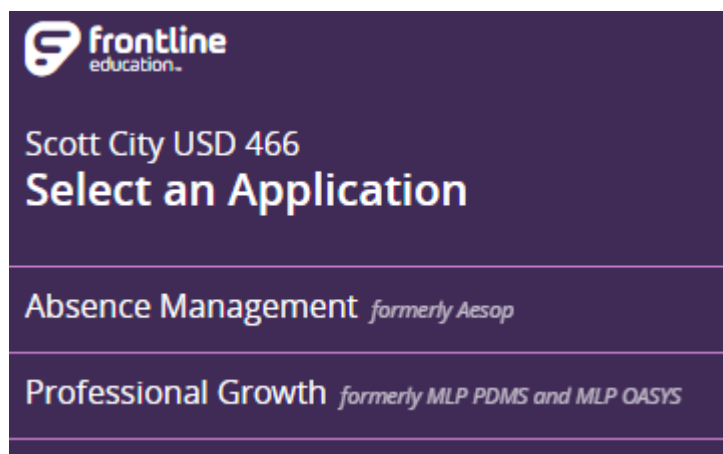 frontline
education™
Scott City USD 466
Select an Application
Absence Management formerly Aesop
Professional Growth formerly MLP PDMS and MLP OASYS